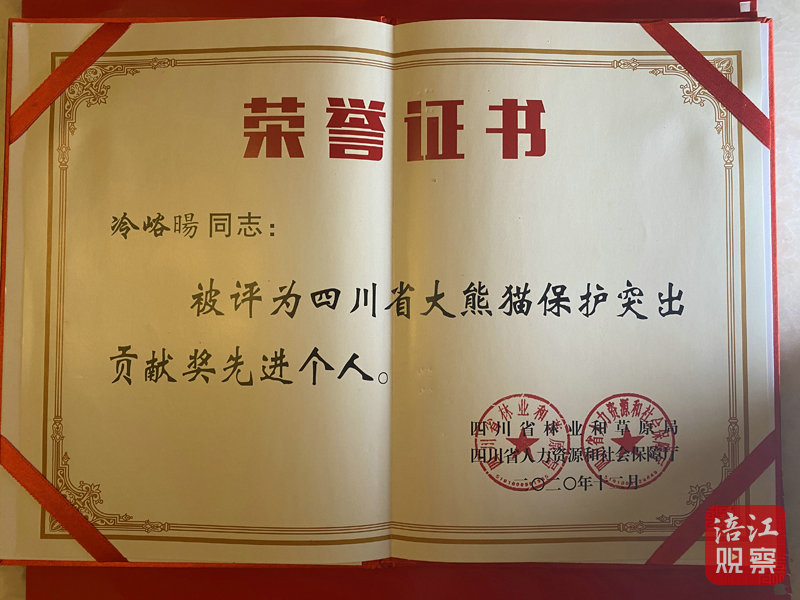 荣誉证书
冷峪暘 同志：
被评为四川省大熊猫保护突出
贡献奖先进个人。
四川省林业和草原局
四川省人力资源和社会保障厅
二〇二〇年十二月
涪江
观察